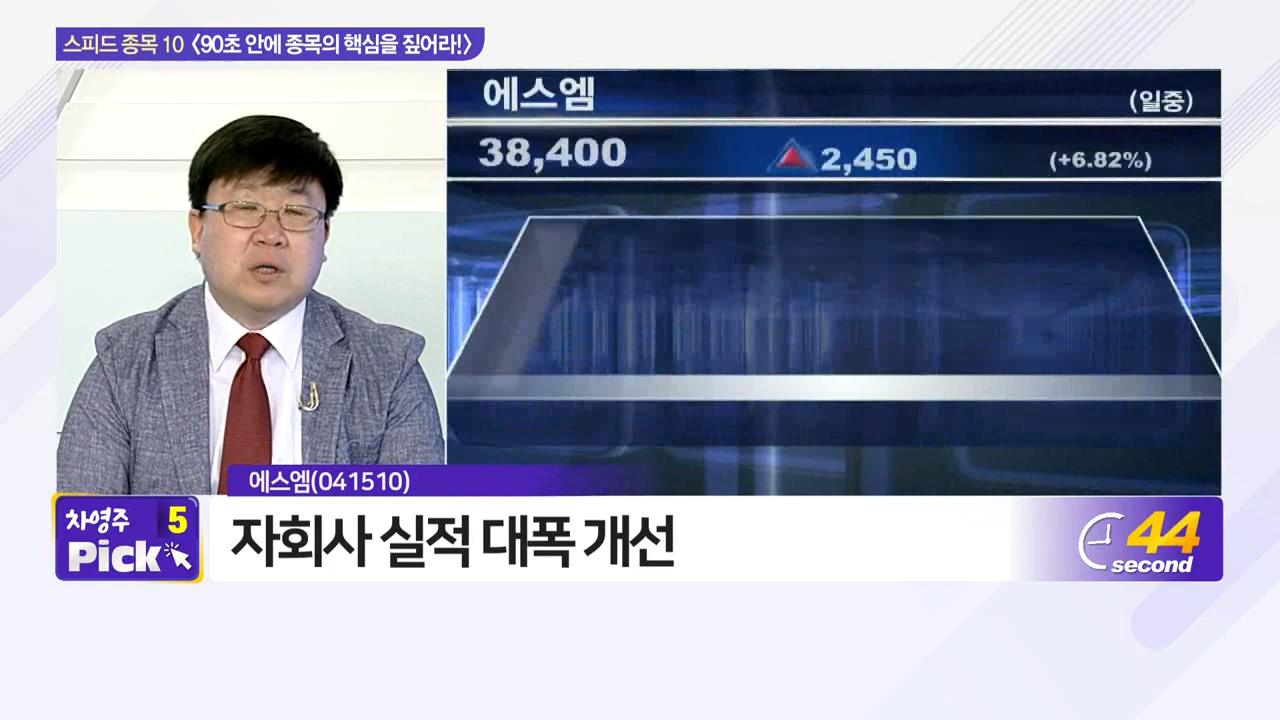 스피드 종목 10 <90초 안에 종목의 핵심을 짚어라!>
에스엠
(일중)
38,400 ▲ 2,450 (+6.82%)
에스엠(041510)
차영주 5
Pick
자회사 실적 대폭 개선
44
second